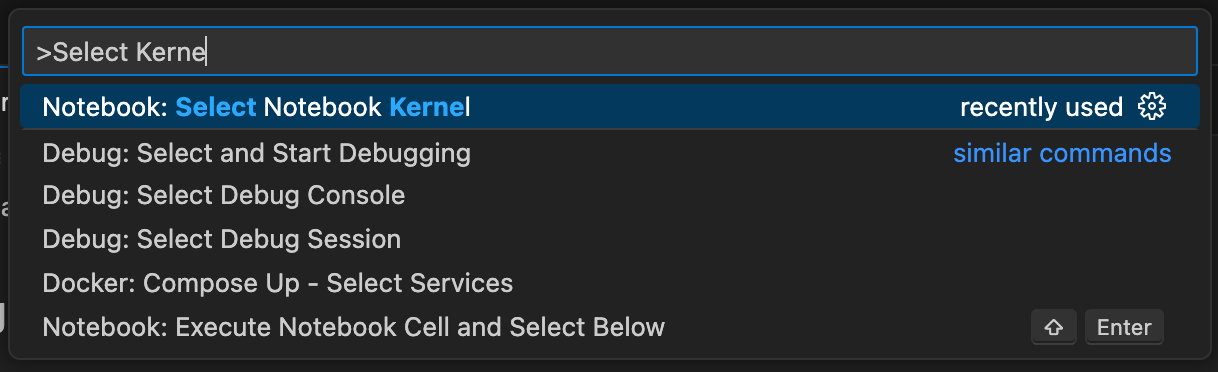 >Select Kerne
Notebook: Select Notebook Kernel recently used
Debug: Select and Start Debugging similar commands
Debug: Select Debug Console
Debug: Select Debug Session
Docker: Compose Up - Select Services
Notebook: Execute Notebook Cell and Select Below ⇧ Enter